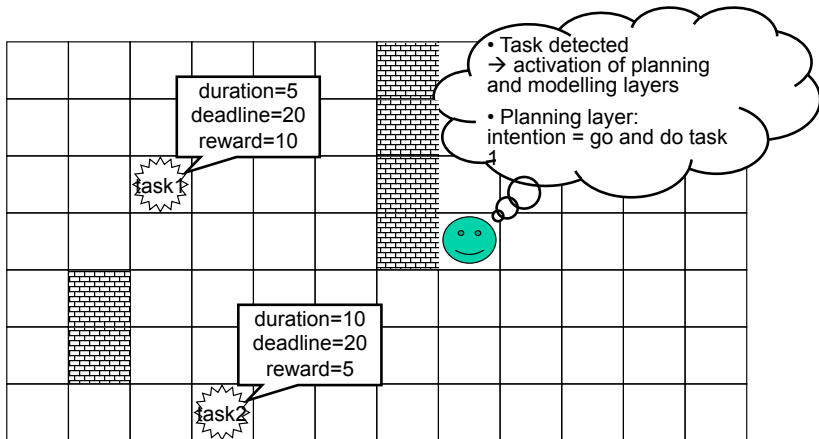 • Task detected
→ activation of planning
and modelling layers
• Planning layer:
intention = go and do task
1
duration=5
deadline=20
reward=10
task1
duration=10
deadline=20
reward=5
task2